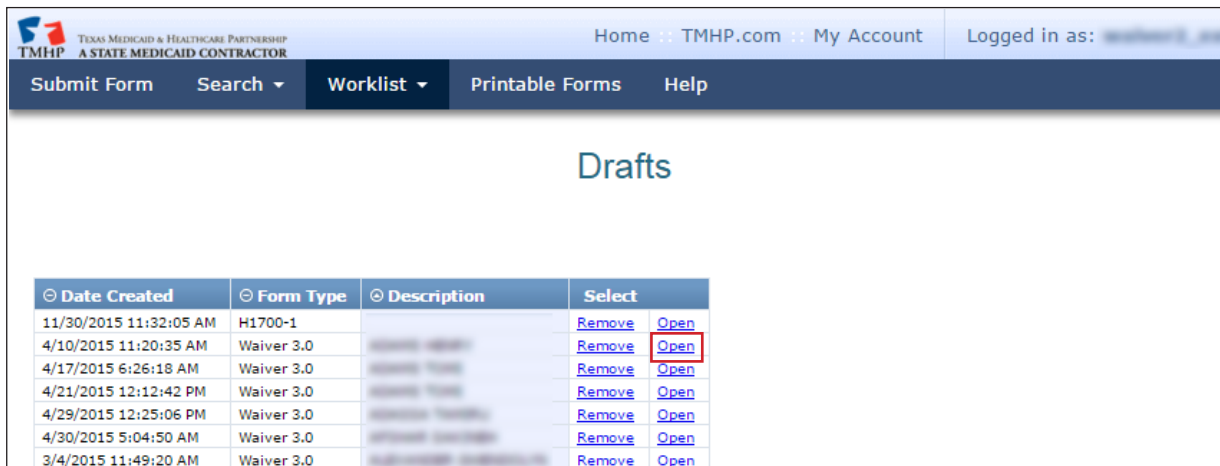 TEXAS MEDICAID & HEALTHCARE PARTNERSHIP
TMHP A STATE MEDICAID CONTRACTOR
Home :: TMHP.com :: My Account Logged in as:
Submit Form Search Worklist Printable Forms Help
Drafts
Date Created Form Type Description Select
11/30/2015 11:32:05 AM H1700-1 Remove Open
4/10/2015 11:20:35 AM Waiver 3.0 Remove Open
4/17/2015 6:26:18 AM Waiver 3.0 Remove Open
4/21/2015 12:12:42 PM Waiver 3.0 Remove Open
4/29/2015 12:25:06 PM Waiver 3.0 Remove Open
4/30/2015 5:04:50 AM Waiver 3.0 Remove Open
3/4/2015 11:49:20 AM Waiver 3.0 Remove Open